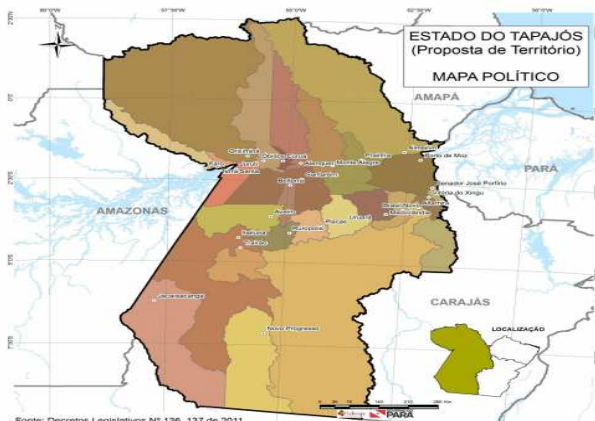 ESTADO DO TAPAJÓS
(Proposta de Território)
MAPA POLÍTICO
AMAPÁ
PARÁ
AMAZONAS
CARAJÁS
LOCALIZAÇÃO
Oriximiná
Óbidos
Curuá
Alenquer
Monte Alegre
Prainha
Almeirim
Porto de Moz
Faro
Juruti
Terra Santa
Santarém
Belterra
Senador José Porfírio
Vitória do Xingu
Altamira
Brasil Novo
Medicilândia
Uruará
Placas
Aveiro
Rurópolis
Itaituba
Trairão
Jacareacanga
Novo Progresso
PARÁ
Fonte: Decretos Legislativos Nº 136, 137 de 2011